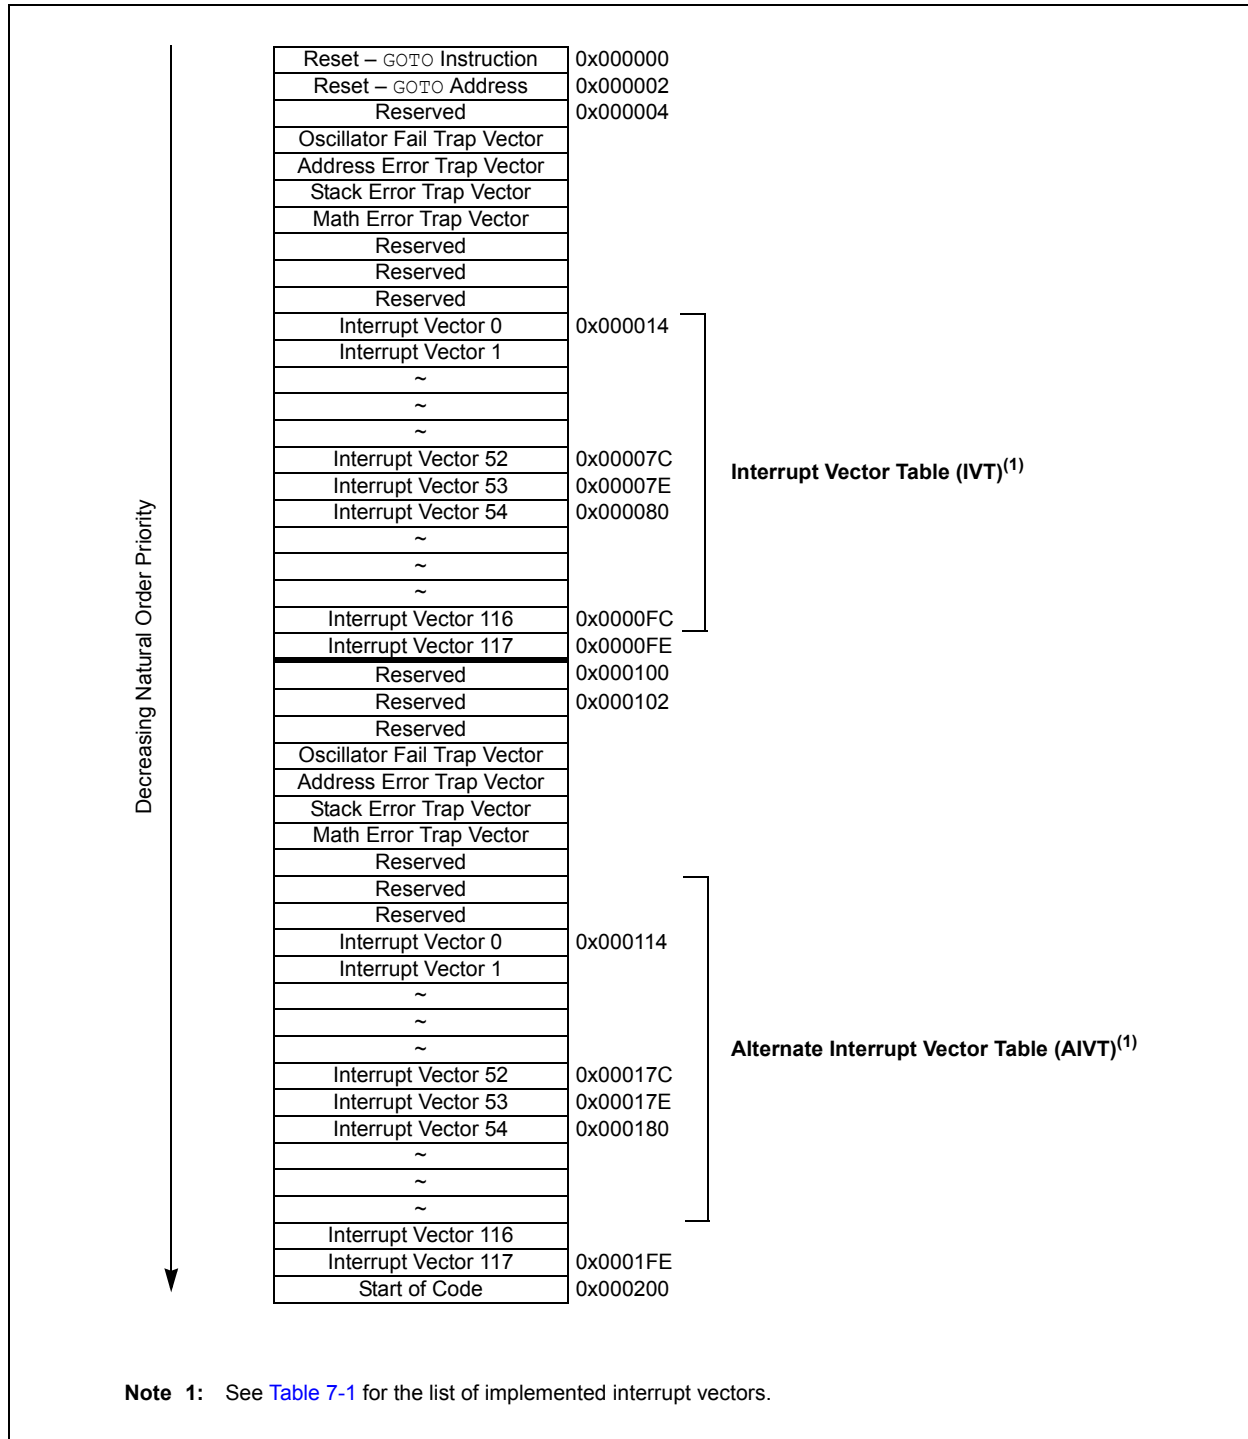 Reset – GOTO Instruction 0x000000
Reset – GOTO Address 0x000002
Reserved 0x000004
Oscillator Fail Trap Vector
Address Error Trap Vector
Stack Error Trap Vector
Math Error Trap Vector
Reserved
Reserved
Reserved
Interrupt Vector 0 0x000014
Interrupt Vector 1
~
~
~
Interrupt Vector 52 0x00007C
Interrupt Vector 53 0x00007E
Interrupt Vector 54 0x000080
~
~
~
Interrupt Vector 116 0x0000FC
Interrupt Vector 117 0x0000FE
Reserved 0x000100
Reserved 0x000102
Reserved
Oscillator Fail Trap Vector
Address Error Trap Vector
Stack Error Trap Vector
Math Error Trap Vector
Reserved
Reserved
Reserved
Interrupt Vector 0 0x000114
Interrupt Vector 1
~
~
~
Interrupt Vector 52 0x00017C
Interrupt Vector 53 0x00017E
Interrupt Vector 54 0x000180
~
~
~
Interrupt Vector 116
Interrupt Vector 117 0x0001FE
Start of Code 0x000200
Decreasing Natural Order Priority
Interrupt Vector Table (IVT)(1)
Alternate Interrupt Vector Table (AIVT)(1)
Note 1: See Table 7-1 for the list of implemented interrupt vectors.